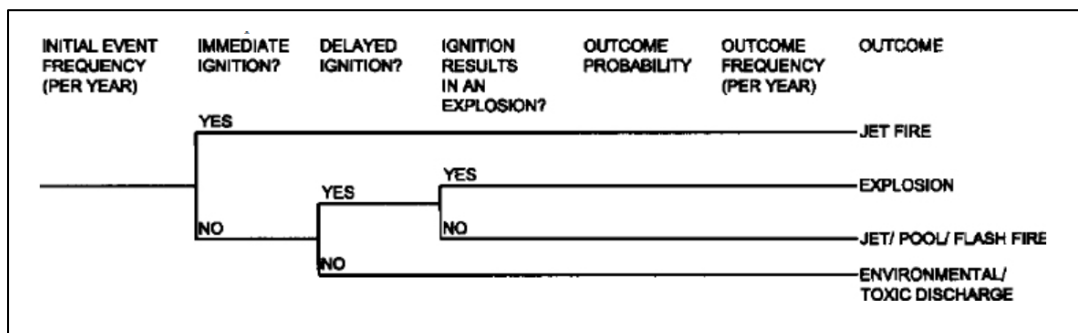 INITIAL EVENT
FREQUENCY
(PER YEAR)
IMMEDIATE
IGNITION?
DELAYED
IGNITION?
IGNITION
RESULTS
IN AN
EXPLOSION?
OUTCOME
PROBABILITY
OUTCOME
FREQUENCY
(PER YEAR)
OUTCOME
YES
JET FIRE
YES
EXPLOSION
YES
NO
NO
JET/ POOL/ FLASH FIRE
NO
ENVIRONMENTAL/
TOXIC DISCHARGE